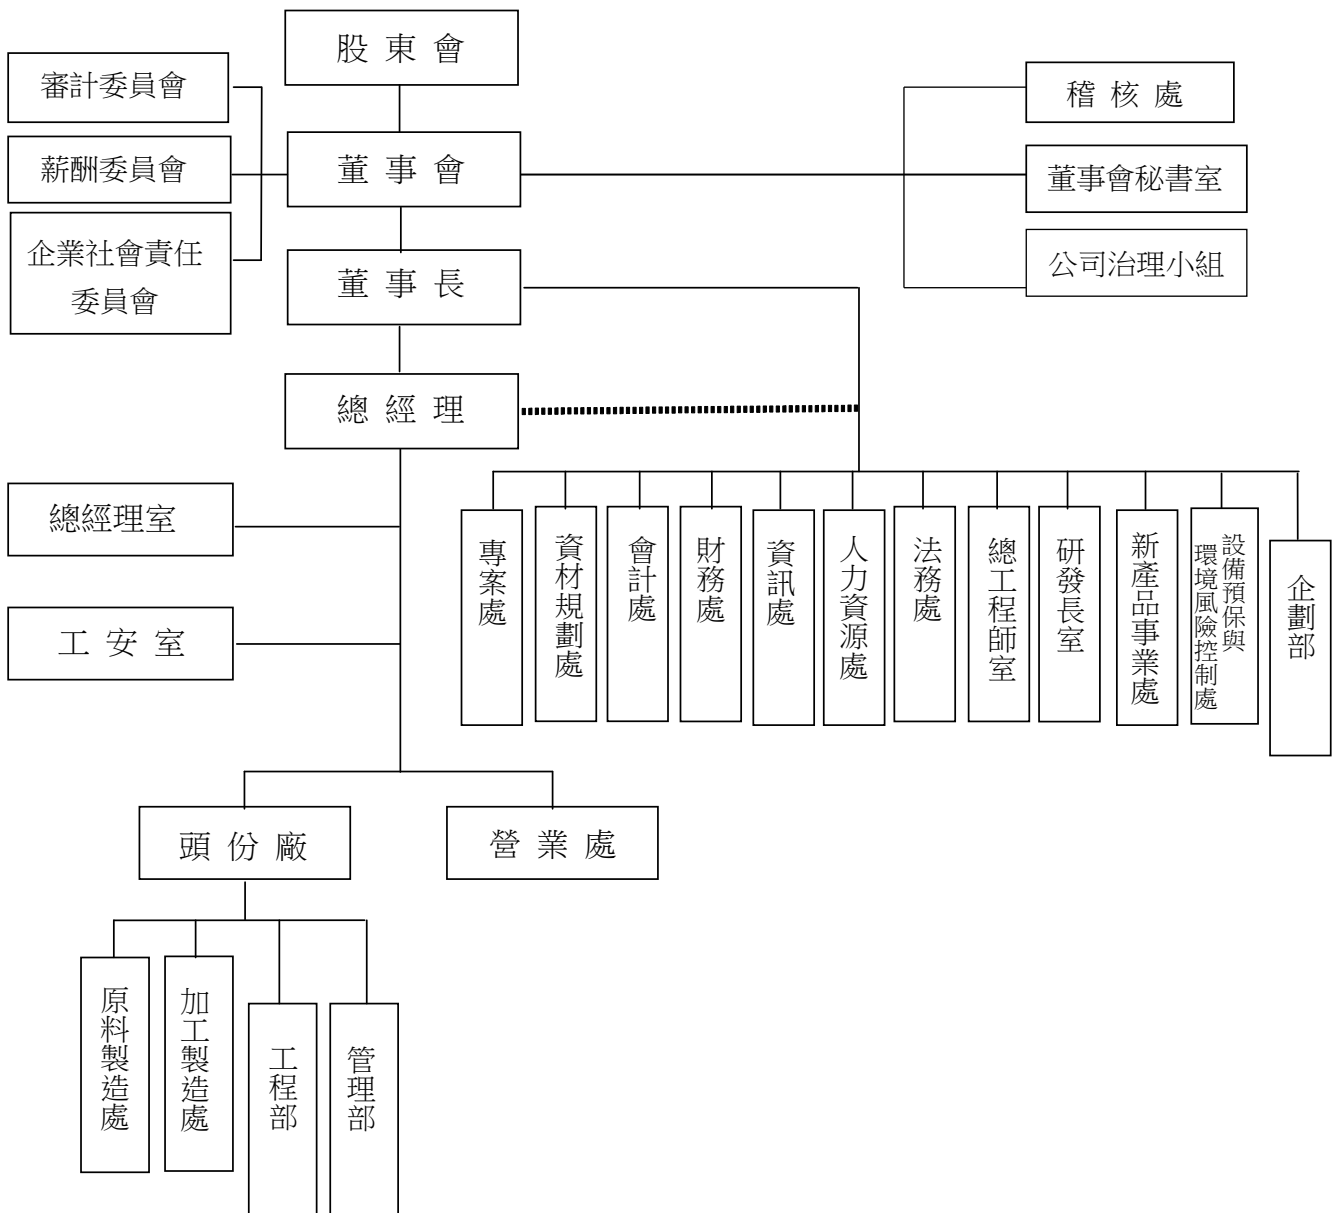 股東會
審計委員會
稽核處
薪酬委員會
董事會
董事會秘書室
企業社會責任
委員會
公司治理小組
董事長
總經理
總經理室
工安室
專案處
資材規劃處
會計處
財務處
資訊處
人力資源處
法務處
總工程師室
研發長室
新產品事業處
設備預保與
環境風險控制處
企劃部
頭份廠
營業處
原料製造處
加工製造處
工程部
管理部